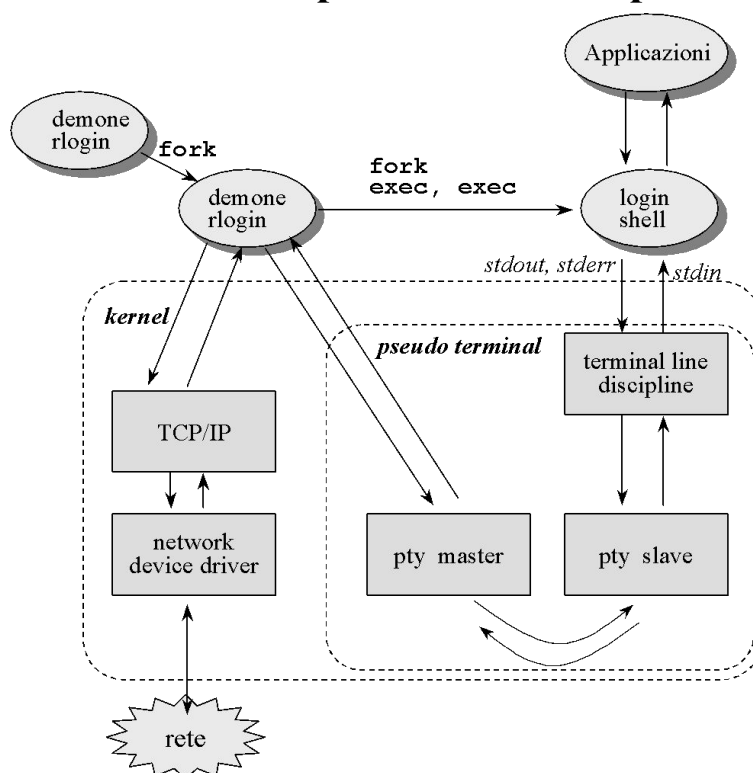 Applicazioni
demone
rlogin
fork
fork
exec, exec
demone
rlogin
login
shell
stdout, stderr
stdin
kernel
pseudo terminal
terminal line
discipline
TCP/IP
network
device driver
pty master
pty slave
rete